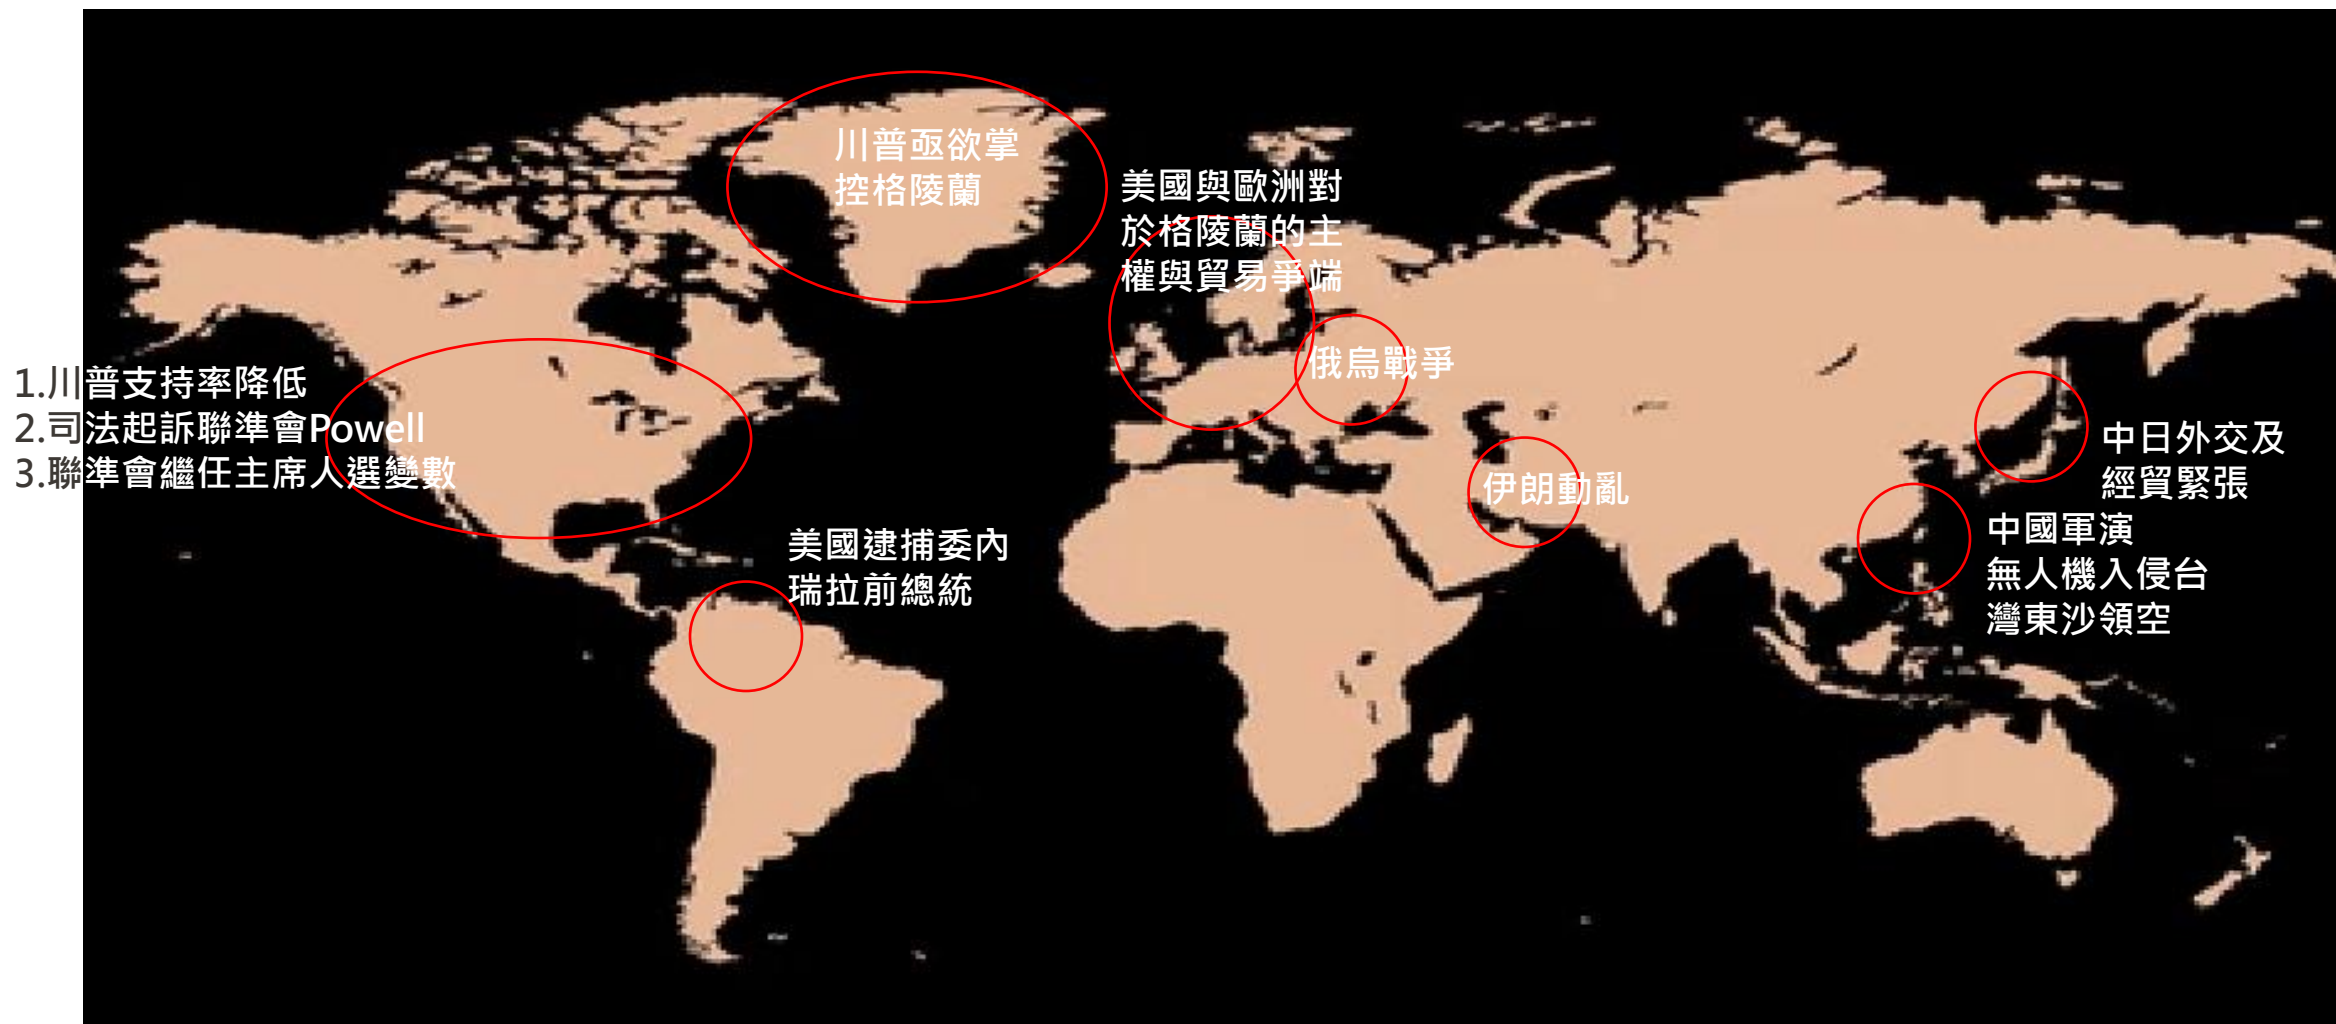 川普亟欲掌
控格陵蘭
美國與歐洲對
於格陵蘭的主
權與貿易爭端
俄烏戰爭
1.川普支持率降低
2.司法起訴聯準會Powell
3.聯準會繼任主席人選變數
伊朗動亂
中日外交及
經貿緊張
美國逮捕委內
瑞拉前總統
中國軍演
無人機入侵台
灣東沙領空